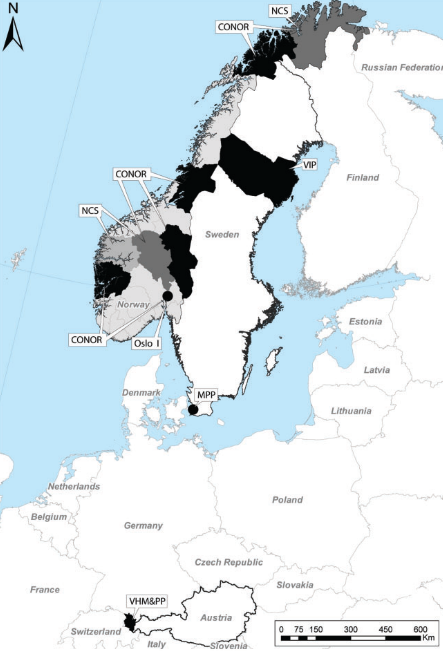 N
NCS
CONOR
Russian Federation
VIP
Finland
CONOR
NCS
Sweden
Norway
Estonia
CONOR
Oslo I
Latvia
Denmark
MPP
Lithuania
Netherlands
Poland
Belgium
Germany
Czech Republic
Slovakia
France
VHM&PP
Austria
Switzerland
Italy
Slovenia
0 75 150 300 450 600
Km